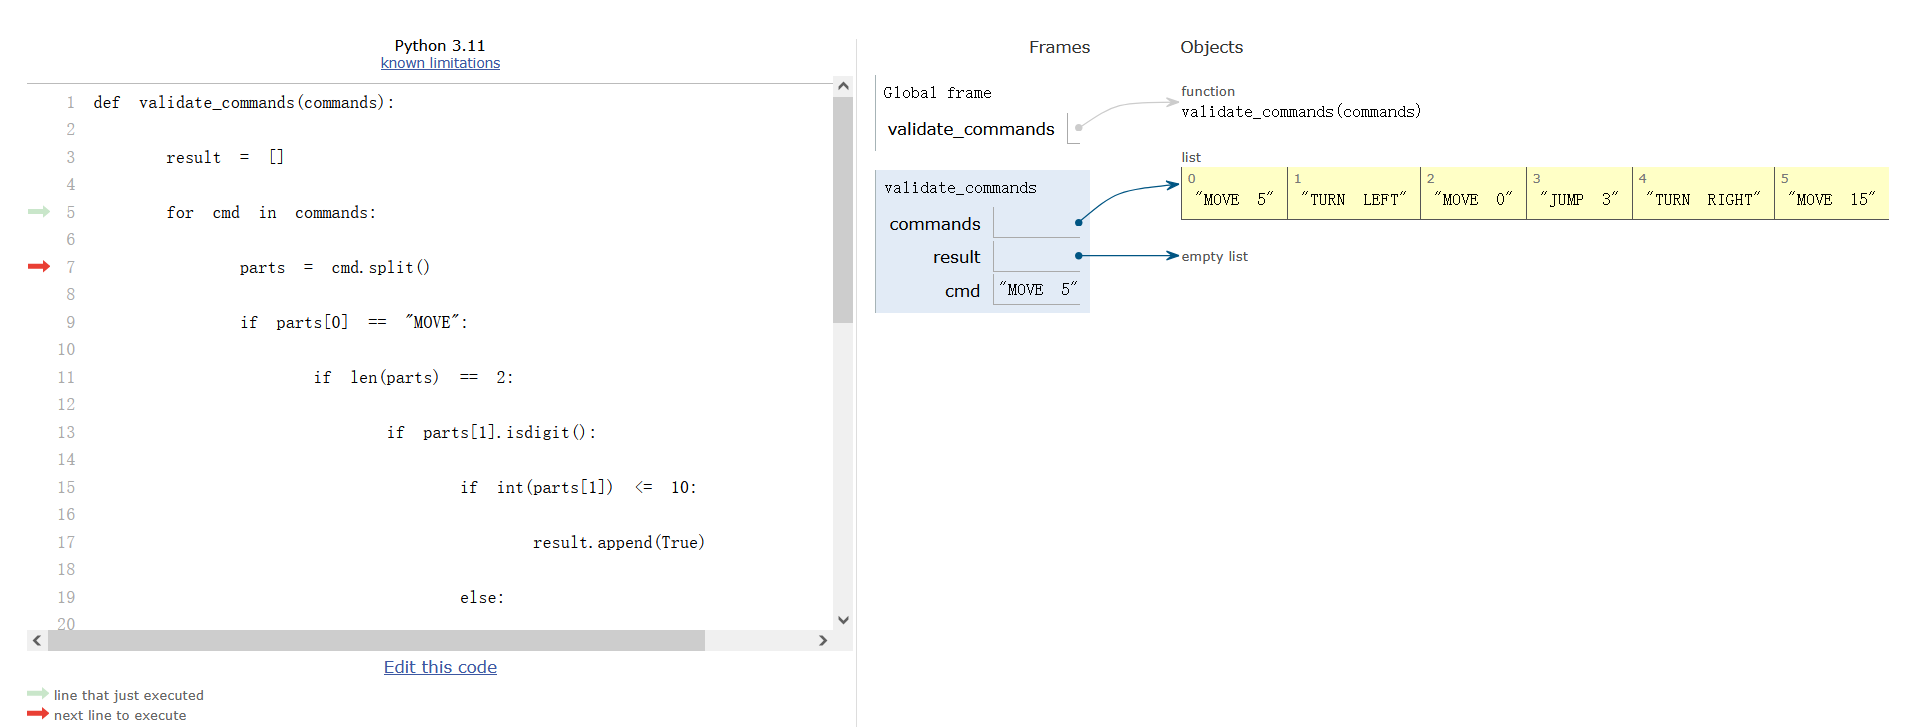 Python 3.11
known limitations
1 def validate_commands(commands):
2
3 result = []
4
5 for cmd in commands:
6
7 parts = cmd.split()
8
9 if parts[0] == "MOVE":
10
11 if len(parts) == 2:
12
13 if parts[1].isdigit():
14
15 if int(parts[1]) <= 10:
16
17 result.append(True)
18
19 else:
20
Edit this code
line that just executed
next line to execute
Frames Objects
Global frame
validate_commands
function
validate_commands(commands)
validate_commands
commands
result
cmd "MOVE 5"
list
0 1 2 3 4 5
"MOVE 5" "TURN LEFT" "MOVE 0" "JUMP 3" "TURN RIGHT" "MOVE 15"
empty list